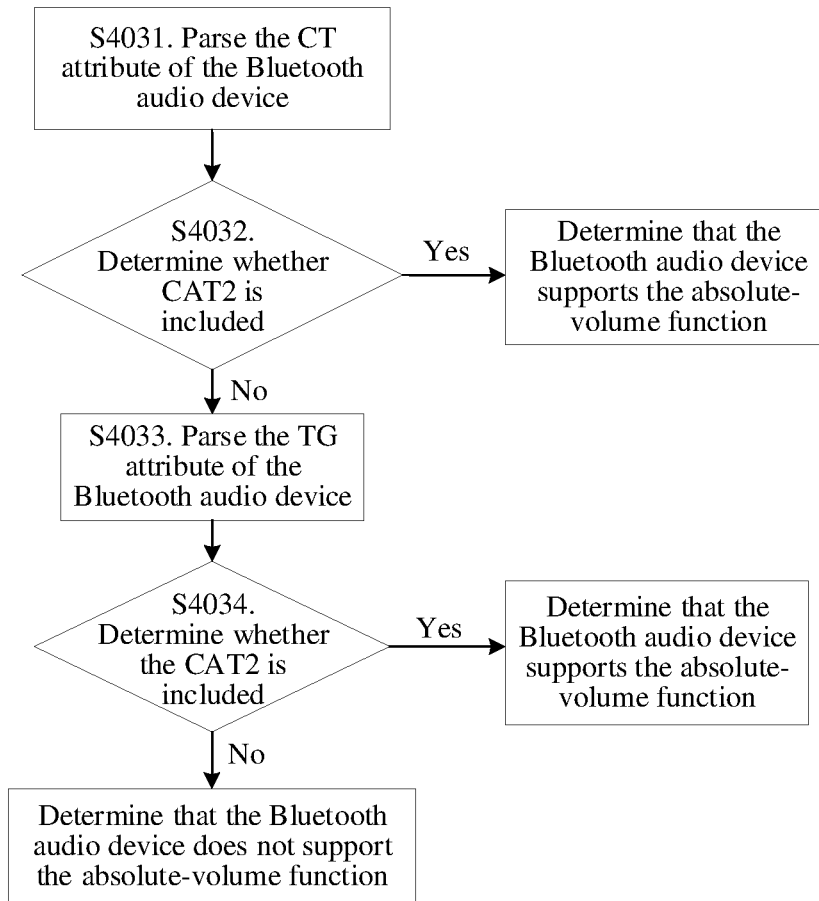 S4031. Parse the CT
attribute of the Bluetooth
audio device
S4032.
Determine whether
CAT2 is
included
Yes
Determine that the
Bluetooth audio device
supports the absolute-
volume function
No
S4033. Parse the TG
attribute of the
Bluetooth audio device
S4034.
Determine whether
the CAT2 is
included
Yes
Determine that the
Bluetooth audio device
supports the absolute-
volume function
No
Determine that the Bluetooth
audio device does not support
the absolute-volume function